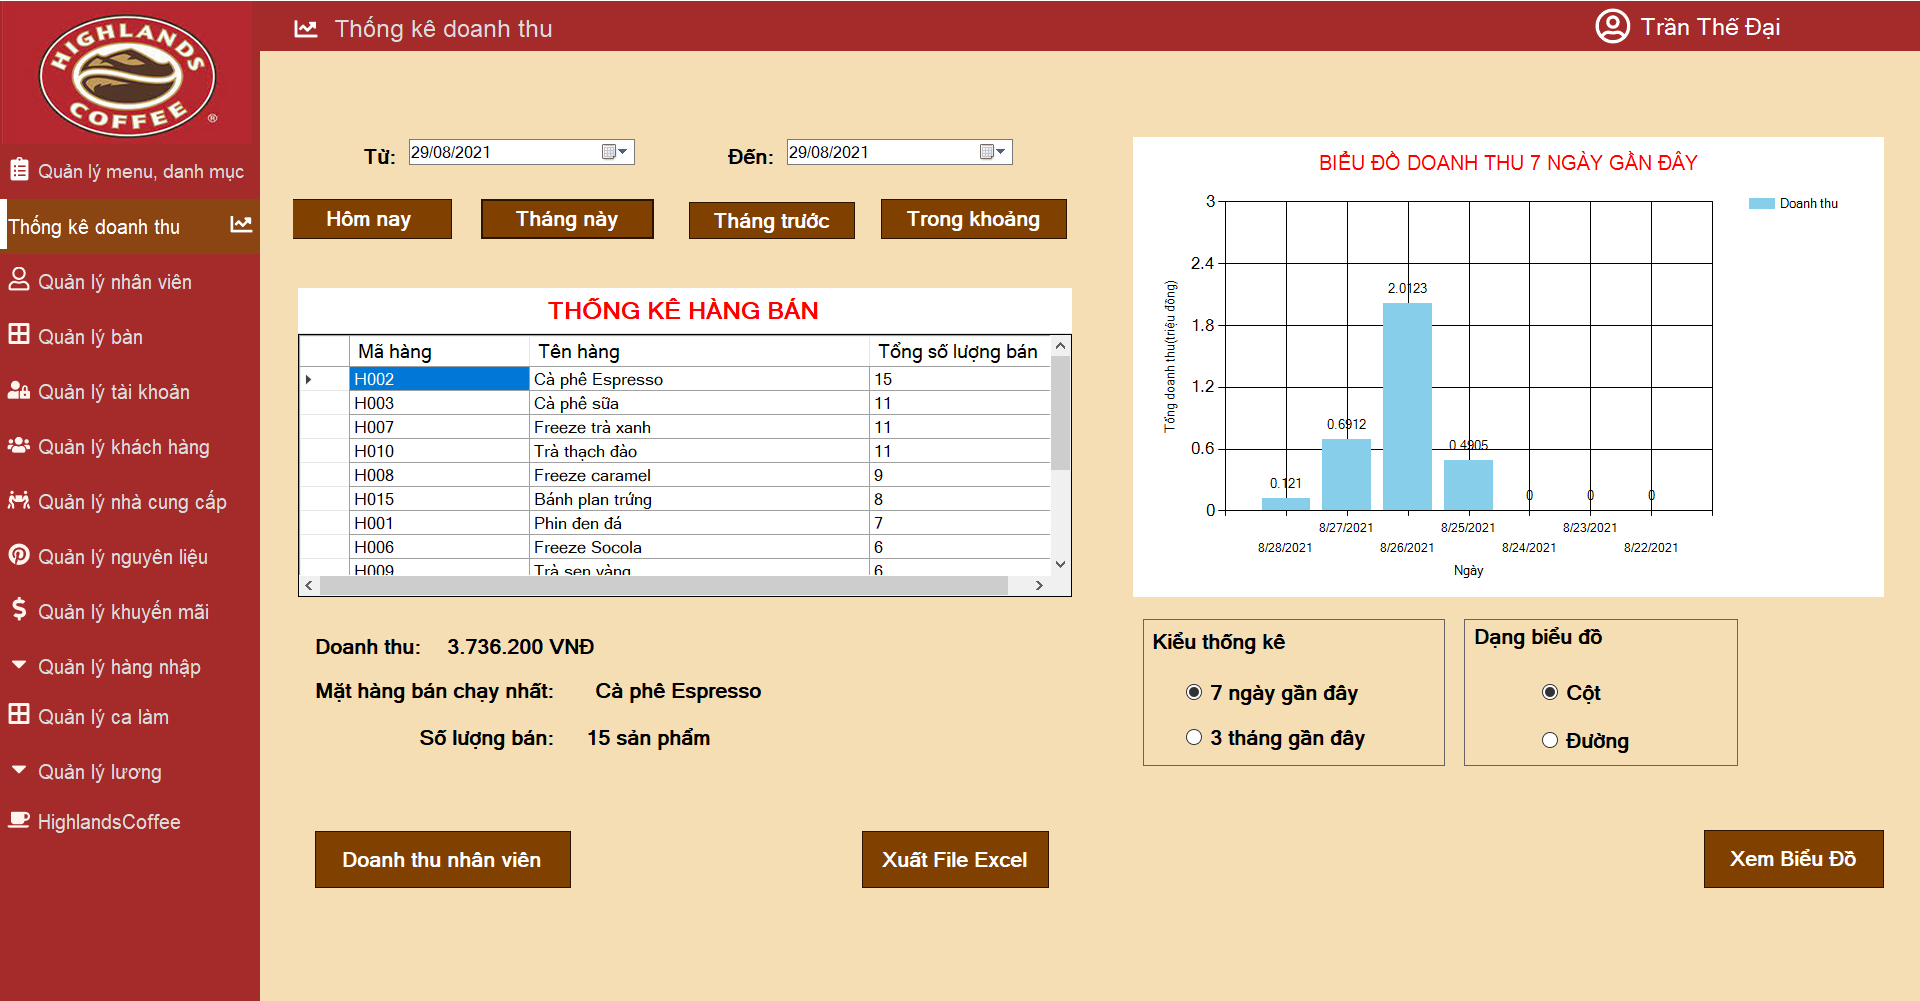 HIGHLANDS
COFFEE
®
Thống kê doanh thu
Trần Thế Đại
Quản lý menu, danh mục
Thống kê doanh thu
Quản lý nhân viên
Quản lý bàn
Quản lý tài khoản
Quản lý khách hàng
Quản lý nhà cung cấp
Quản lý nguyên liệu
Quản lý khuyến mãi
Quản lý hàng nhập
Quản lý ca làm
Quản lý lương
HighlandsCoffee
Từ: 29/08/2021 Đến: 29/08/2021
Hôm nay Tháng này Tháng trước Trong khoảng
THỐNG KÊ HÀNG BÁN
Mã hàng Tên hàng Tổng số lượng bán
H002 Cà phê Espresso 15
H003 Cà phê sữa 11
H007 Freeze trà xanh 11
H010 Trà thạch đào 11
H008 Freeze caramel 9
H015 Bánh plan trứng 8
H001 Phin đen đá 7
H006 Freeze Socola 6
H009 Trà sen vàng 6
Doanh thu: 3.736.200 VNĐ
Mặt hàng bán chạy nhất: Cà phê Espresso
Số lượng bán: 15 sản phẩm
Doanh thu nhân viên Xuất File Excel
BIỂU ĐỒ DOANH THU 7 NGÀY GẦN ĐÂY
Doanh thu
Tổng doanh thu(triệu đồng)
3
2.4
1.8
1.2
0.6
0
0.121
0.6912
2.0123
0.4905
0
0
0
8/27/2021 8/25/2021 8/23/2021
8/28/2021 8/26/2021 8/24/2021 8/22/2021
Ngày
Kiểu thống kê
7 ngày gần đây
3 tháng gần đây
Dạng biểu đồ
Cột
Đường
Xem Biểu Đồ